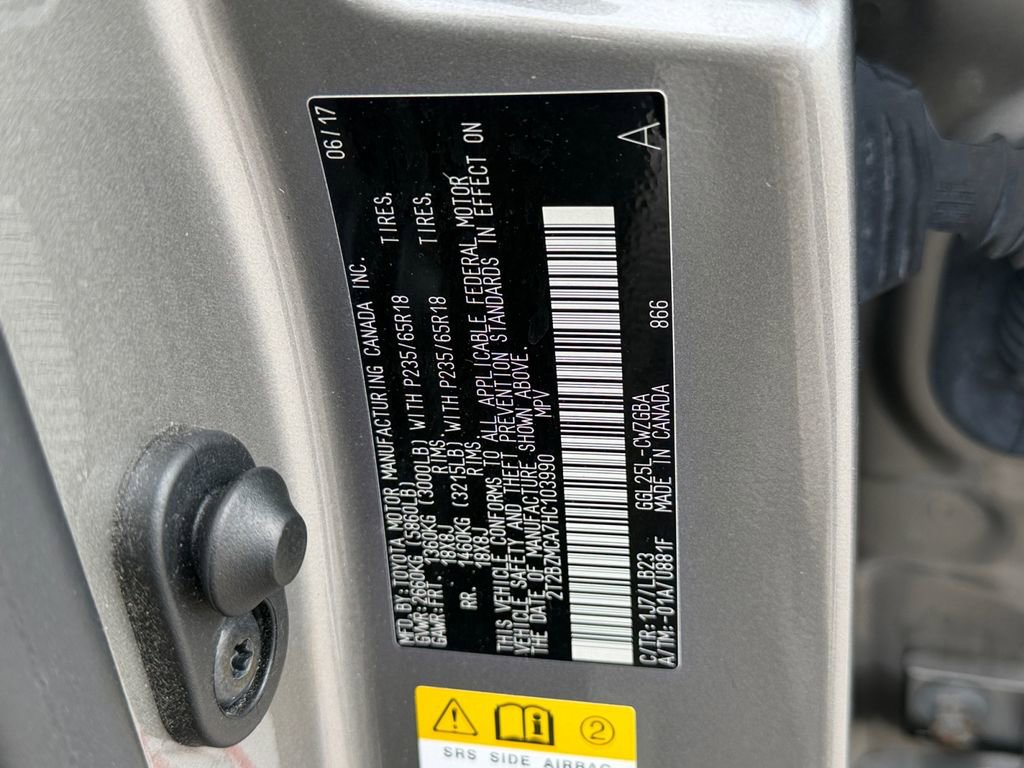 MFD.BY:TOYOTA MOTOR MANUFACTURING CANADA INC. 06/17
GVWR:2660KG (5860LB)
GAWR:FRT. 1360KG (3000LB) WITH P235/65R18 TIRES,
18X8J RIMS
RR. 1460KG (3215LB) WITH P235/65R18 TIRES,
18X8J RIMS
THIS VEHICLE CONFORMS TO ALL APPLICABLE FEDERAL MOTOR
VEHICLE SAFETY AND THEFT PREVENTION STANDARDS IN EFFECT ON
THE DATE OF MANUFACTURE SHOWN ABOVE.
2T2BZMCA7HC103990 MPV
C/TR:1J7/LB23 GGL25L-CWZGBA
A/TM:-01A/U881F MADE IN CANADA 866 A
2
SRS SIDE AIRBAG